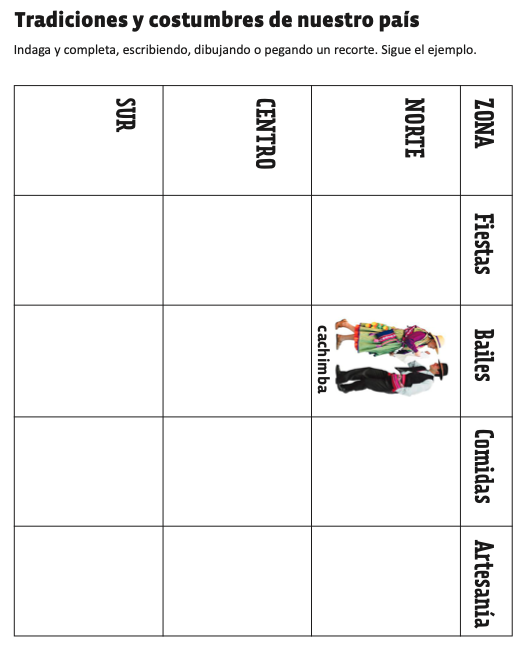 Tradiciones y costumbres de nuestro país
Indaga y completa, escribiendo, dibujando o pegando un recorte. Sigue el ejemplo.
ZONA
Fiestas
Bailes
Comidas
Artesanía
NORTE
cachimba
CENTRO
SUR